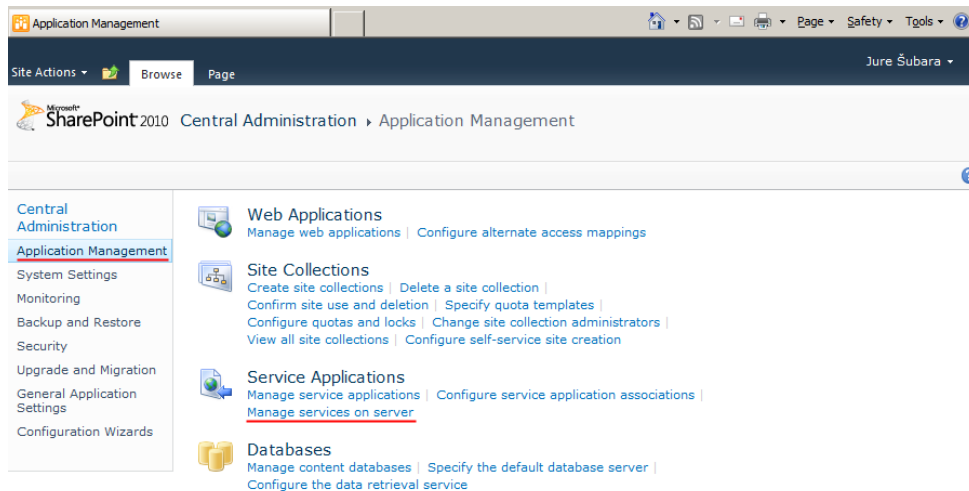 Application Management
Page Safety Tools
Jure Šubara
Site Actions Browse Page
Microsoft
SharePoint 2010 Central Administration Application Management
Central
Administration
Application Management
System Settings
Monitoring
Backup and Restore
Security
Upgrade and Migration
General Application
Settings
Configuration Wizards
Web Applications
Manage web applications | Configure alternate access mappings
Site Collections
Create site collections | Delete a site collection |
Confirm site use and deletion | Specify quota templates |
Configure quotas and locks | Change site collection administrators |
View all site collections | Configure self-service site creation
Service Applications
Manage service applications | Configure service application associations |
Manage services on server
Databases
Manage content databases | Specify the default database server |
Configure the data retrieval service